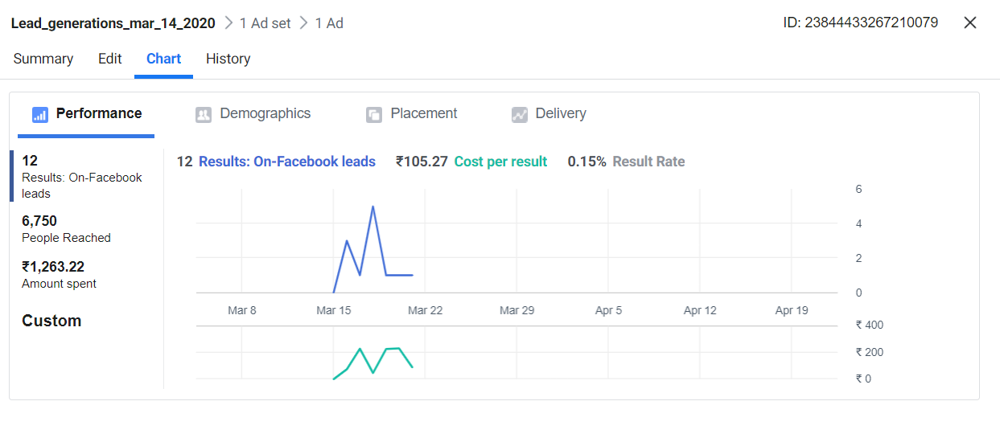 Lead_generations_mar_14_2020 > 1 Ad set > 1 Ad
ID: 23844433267210079
Summary Edit Chart History
Performance Demographics Placement Delivery
12
Results: On-Facebook
leads
6,750
People Reached
₹1,263.22
Amount spent
Custom
12 Results: On-Facebook leads ₹105.27 Cost per result 0.15% Result Rate
6
4
2
0
Mar 8 Mar 15 Mar 22 Mar 29 Apr 5 Apr 12 Apr 19
₹ 400
₹ 200
₹ 0